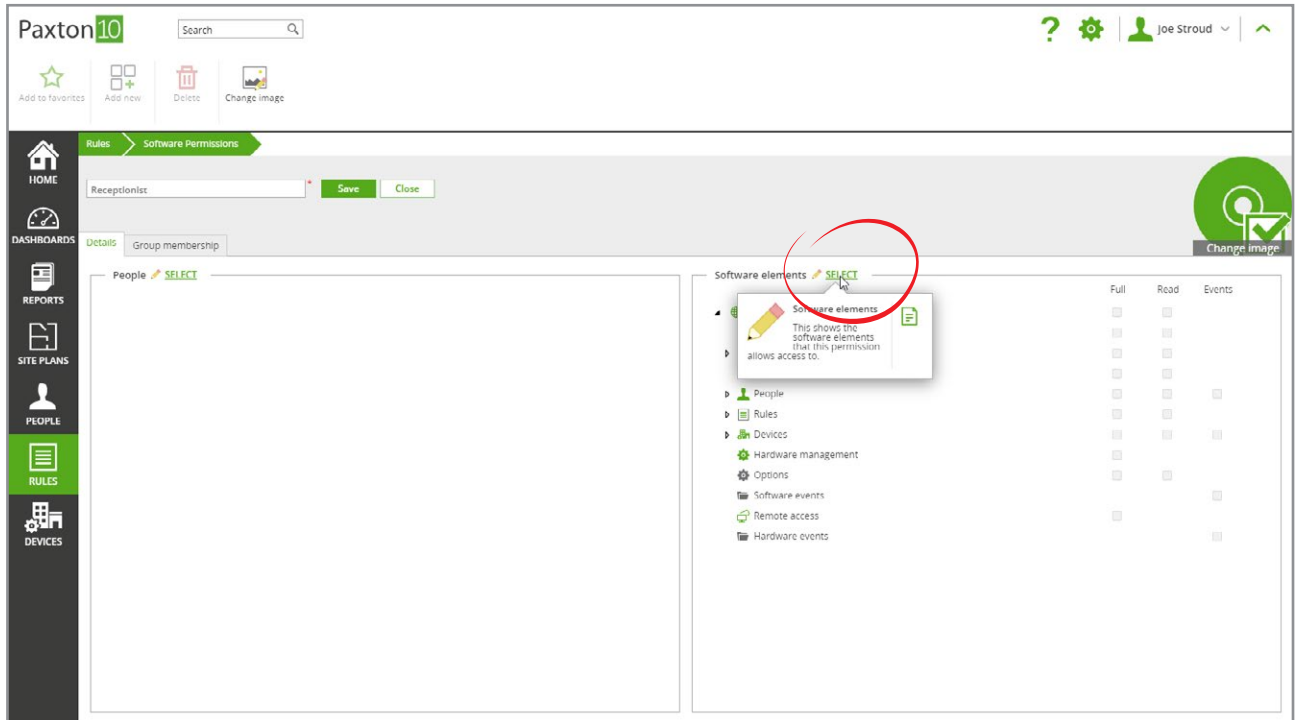 Paxton10
Search
Joe Stroud
Add to favorites
Add new
Delete
Change image
Rules
Software Permissions
HOME
DASHBOARDS
REPORTS
SITE PLANS
PEOPLE
RULES
DEVICES
Receptionist
*
Save
Close
Change image
Details
Group membership
People SELECT
Software elements SELECT
Full Read Events
Software elements
This shows the
software elements
that this permission
allows access to.
People
Rules
Devices
Hardware management
Options
Software events
Remote access
Hardware events